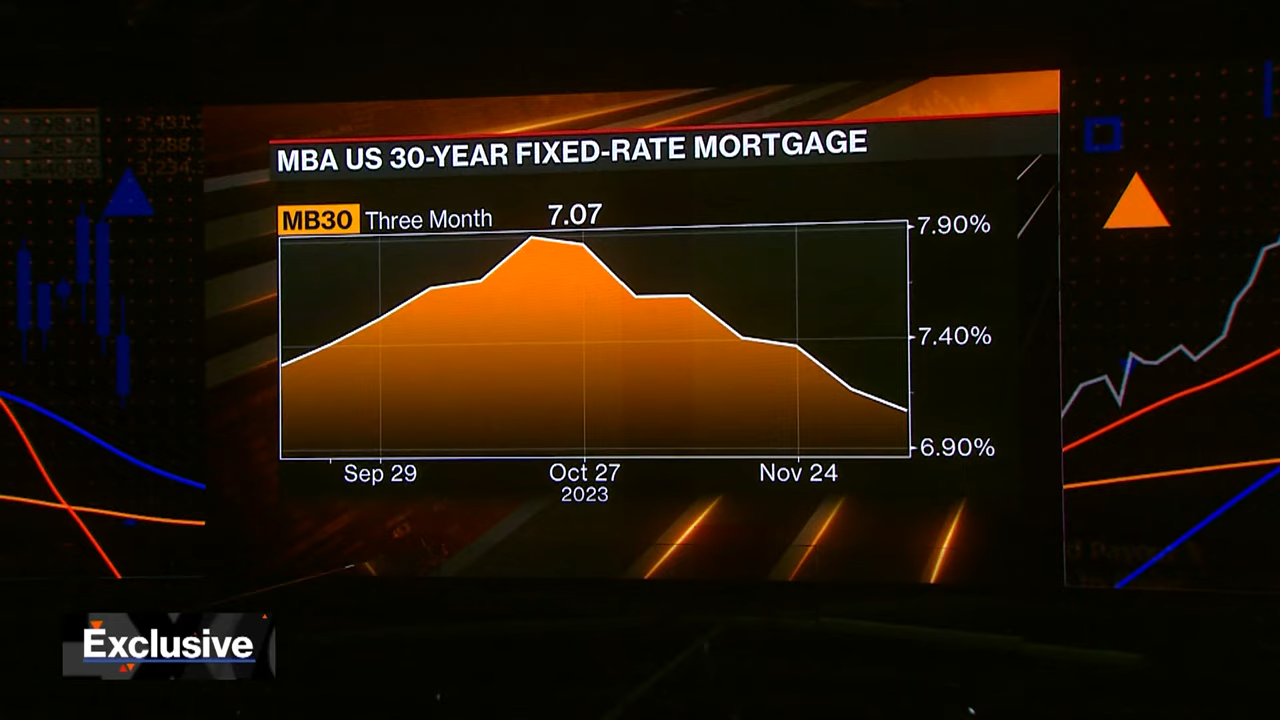 MBA US 30-YEAR FIXED-RATE MORTGAGE
MB30 Three Month 7.07
7.90%
7.40%
6.90%
Sep 29 Oct 27 Nov 24
2023
Exclusive